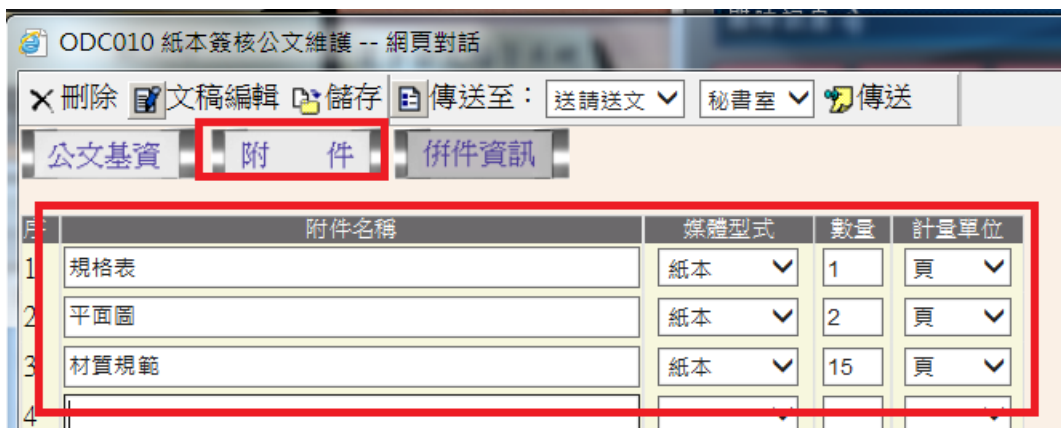 ODC010 紙本簽核公文維護 -- 網頁對話
刪除 文稿編輯 儲存 傳送至： 送請送文 秘書室 傳送
公文基資 附 件 併件資訊
序 附件名稱 媒體型式 數量 計量單位
1 規格表 紙本 1 頁
2 平面圖 紙本 2 頁
3 材質規範 紙本 15 頁
4